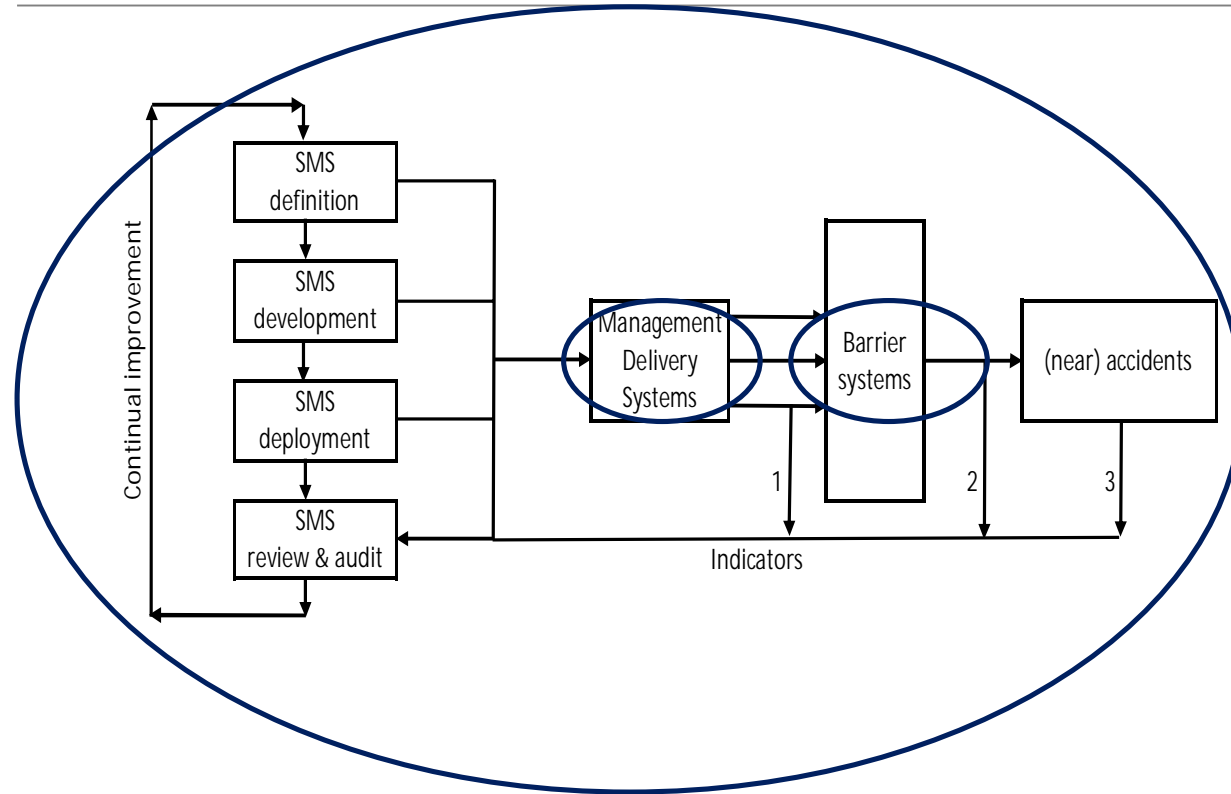 Continual improvement
SMS
definition
SMS
development
SMS
deployment
SMS
review & audit
Management
Delivery
Systems
Barrier
systems
(near) accidents
1
2
3
Indicators